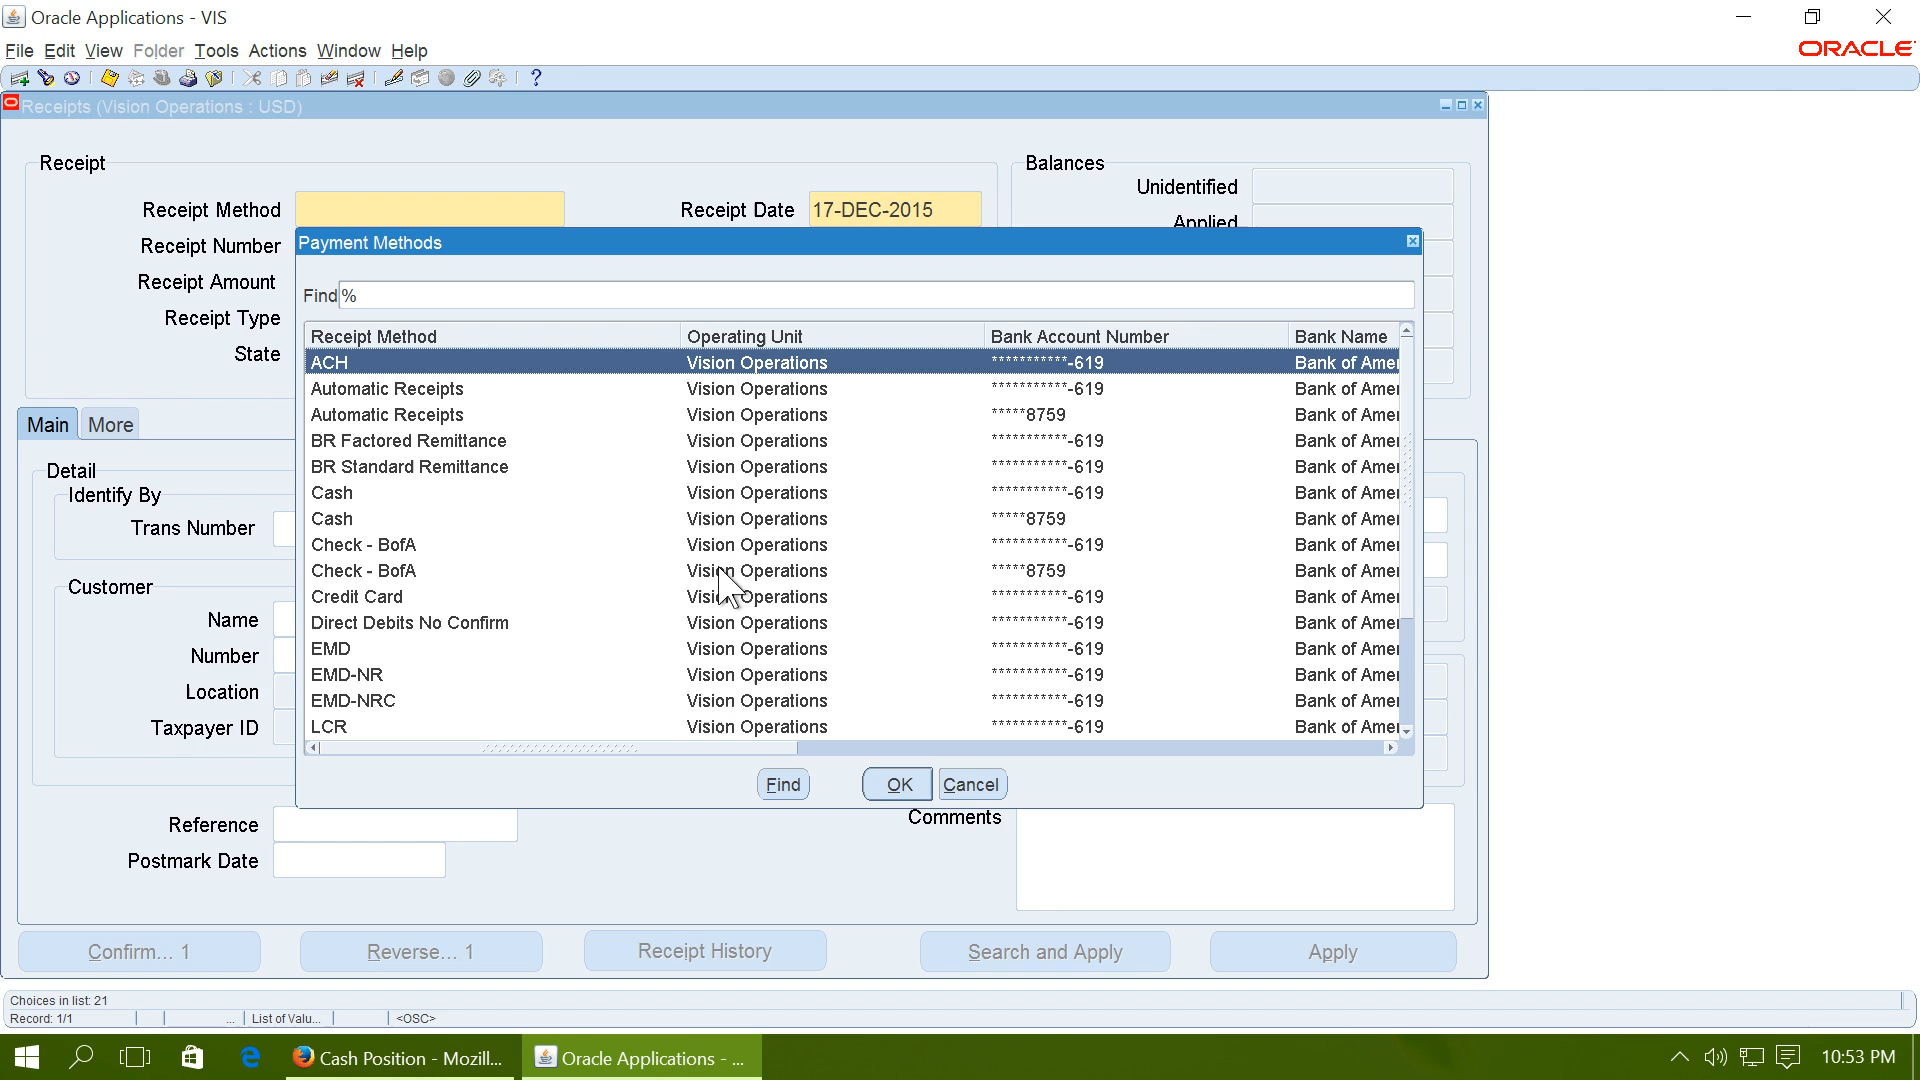 Oracle Applications - VIS
File Edit View Folder Tools Actions Window Help
ORACLE
Receipts (Vision Operations : USD)
Receipt
Balances
Unidentified
Receipt Method
Receipt Date 17-DEC-2015
Applied
Receipt Number
Payment Methods
Receipt Amount
Find %
Receipt Type
State
Receipt Method Operating Unit Bank Account Number Bank Name
ACH Vision Operations ***********-619 Bank of Amer
Automatic Receipts Vision Operations ***********-619 Bank of Amer
Automatic Receipts Vision Operations *****8759 Bank of Amer
BR Factored Remittance Vision Operations ***********-619 Bank of Amer
BR Standard Remittance Vision Operations ***********-619 Bank of Amer
Cash Vision Operations ***********-619 Bank of Amer
Cash Vision Operations *****8759 Bank of Amer
Check - BofA Vision Operations ***********-619 Bank of Amer
Check - BofA Vision Operations *****8759 Bank of Amer
Credit Card Vision Operations ***********-619 Bank of Amer
Direct Debits No Confirm Vision Operations ***********-619 Bank of Amer
EMD Vision Operations ***********-619 Bank of Amer
EMD-NR Vision Operations ***********-619 Bank of Amer
EMD-NRC Vision Operations ***********-619 Bank of Amer
LCR Vision Operations ***********-619 Bank of Amer
Find OK Cancel
Main More
Detail
Identify By
Trans Number
Customer
Name
Number
Location
Taxpayer ID
Reference
Comments
Postmark Date
Confirm... 1 Reverse... 1 Receipt History Search and Apply Apply
Choices in list: 21
Record: 1/1 ... List of Valu... <OSC>
Cash Position - Mozill... Oracle Applications - ... 10:53 PM